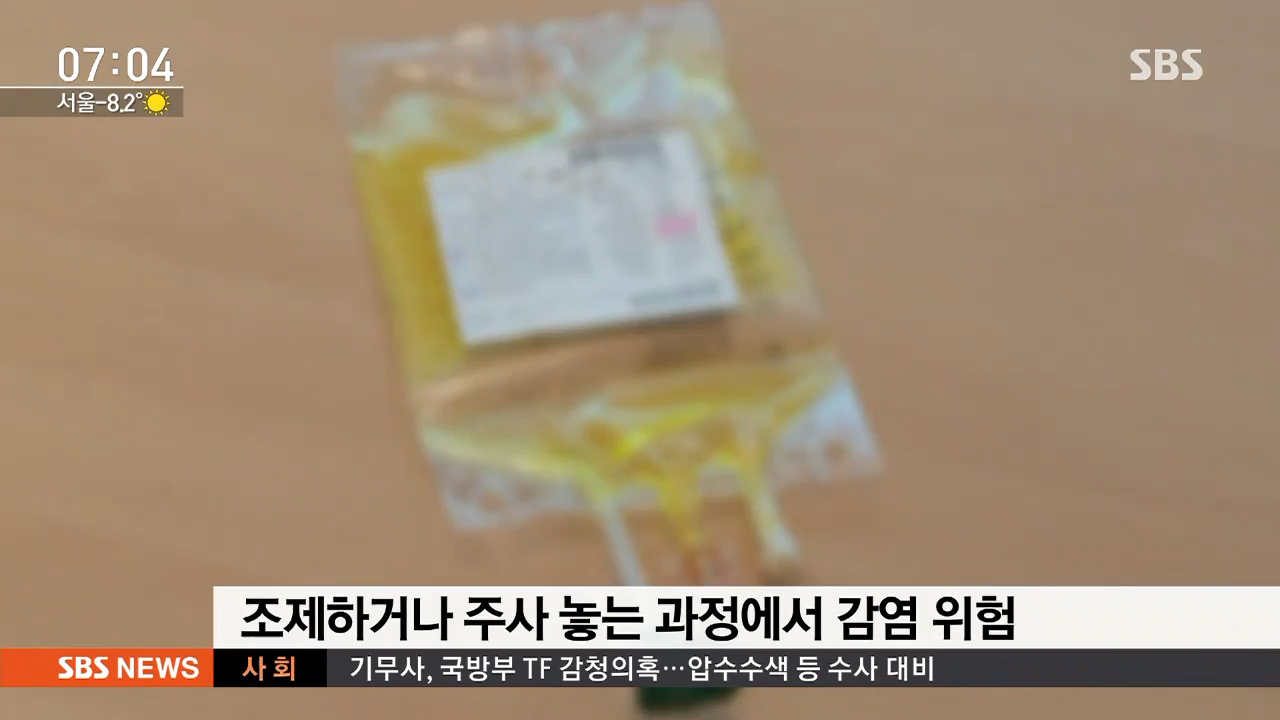 07:04
서울-8.2°
SBS
조제하거나 주사 놓는 과정에서 감염 위험
SBS NEWS
사회
기무사, 국방부 TF 감청의혹…압수수색 등 수사 대비